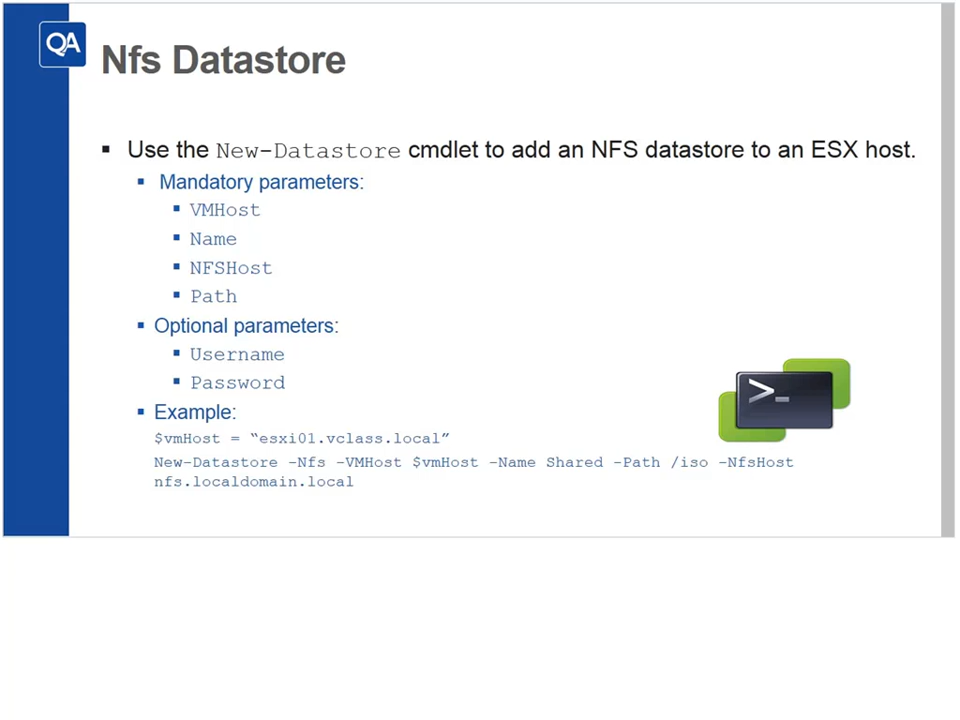 QA
Nfs Datastore
Use the New-Datastore cmdlet to add an NFS datastore to an ESX host.
Mandatory parameters:
VMHost
Name
NFSHost
Path
Optional parameters:
Username
Password
Example:
$vmHost = “esxi01.vclass.local”
New-Datastore –Nfs –VMHost $vmHost –Name Shared –Path /iso –NfsHost
nfs.localdomain.local
>_